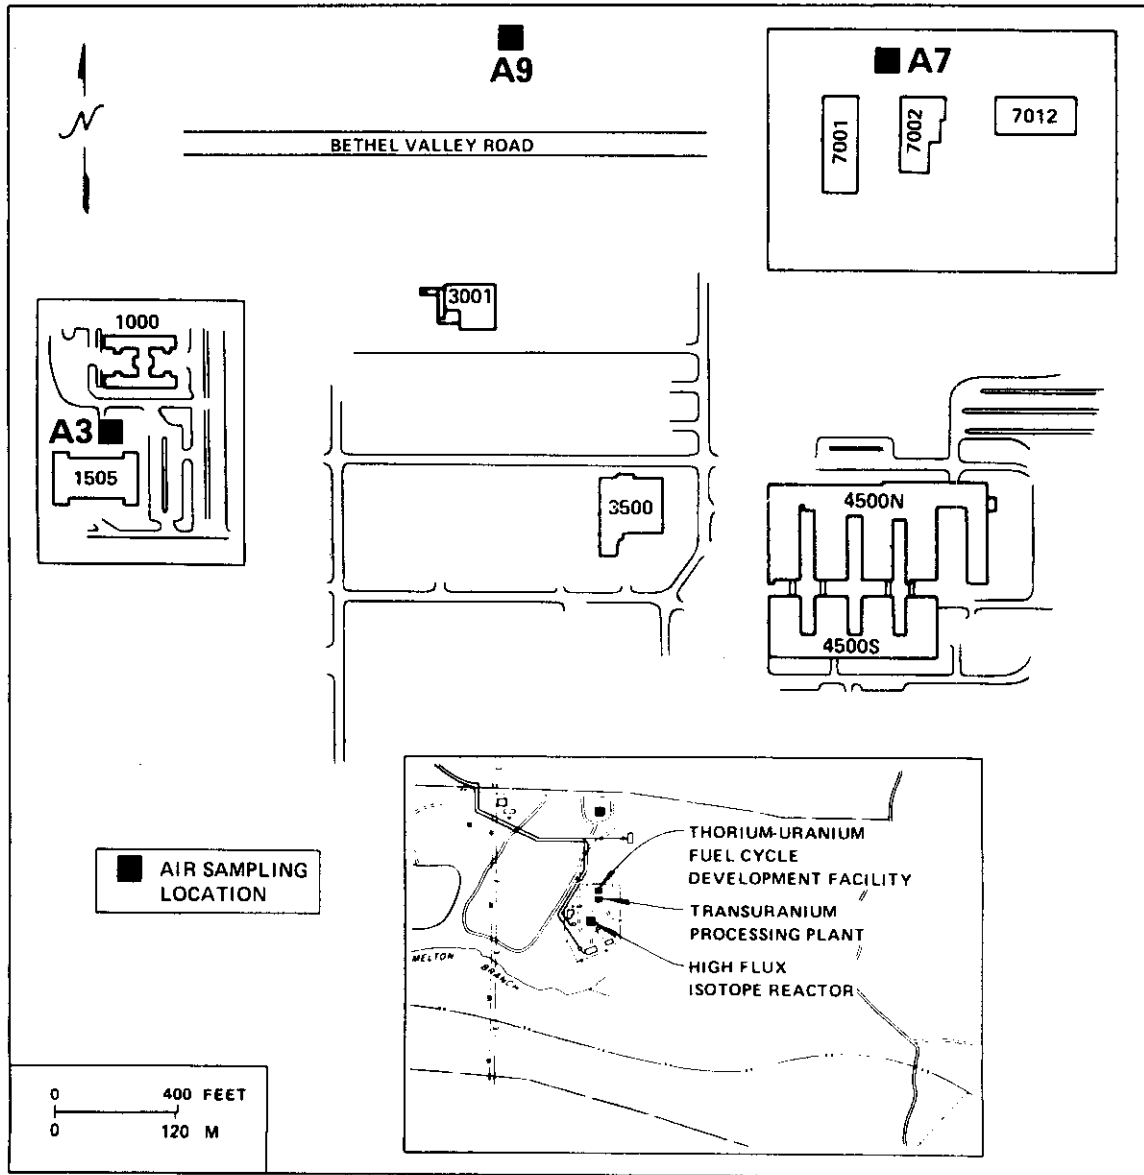 A9
A7
N
BETHEL VALLEY ROAD
7001
7002
7012
3001
1000
A3
1505
3500
4500N
4500S
AIR SAMPLING
LOCATION
THORIUM-URANIUM
FUEL CYCLE
DEVELOPMENT FACILITY
TRANSURANIUM
PROCESSING PLANT
HIGH FLUX
ISOTOPE REACTOR
MELTON
BRANCH
0 400 FEET
0 120 M